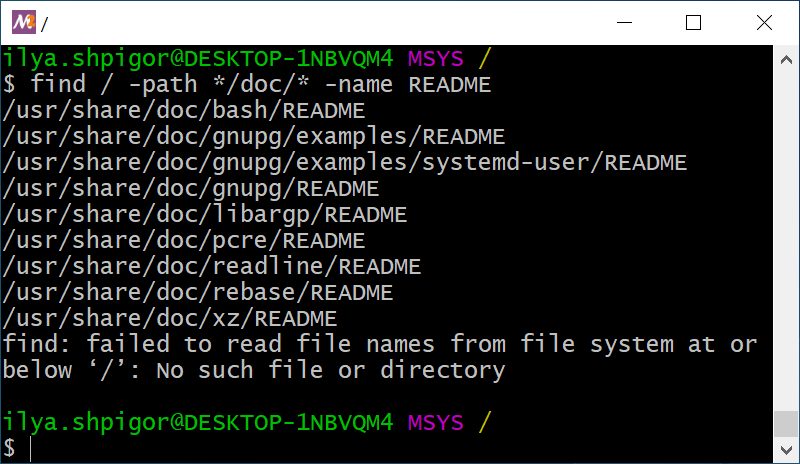 /
ilya.shpigor@DESKTOP-1NBVQM4 MSYS /
$ find / -path */doc/* -name README
/usr/share/doc/bash/README
/usr/share/doc/gnupg/examples/README
/usr/share/doc/gnupg/examples/systemd-user/README
/usr/share/doc/gnupg/README
/usr/share/doc/libargp/README
/usr/share/doc/pcre/README
/usr/share/doc/readline/README
/usr/share/doc/rebase/README
/usr/share/doc/xz/README
find: failed to read file names from file system at or
below ‘/’: No such file or directory
ilya.shpigor@DESKTOP-1NBVQM4 MSYS /
$